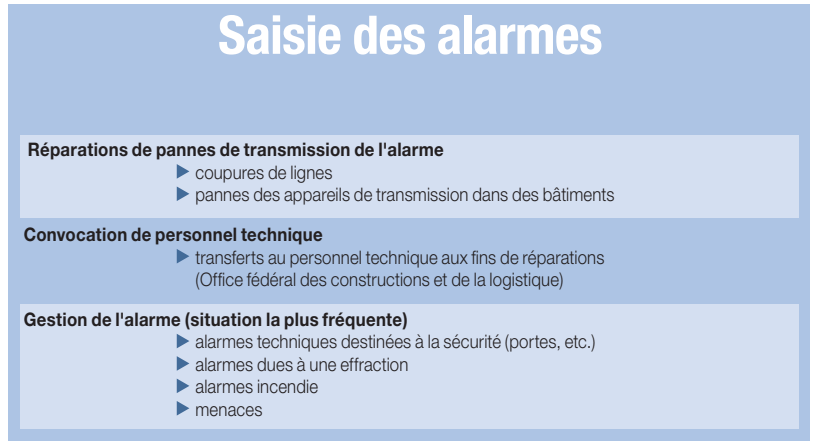 Saisie des alarmes
Réparations de pannes de transmission de l'alarme
▶ coupures de lignes
▶ pannes des appareils de transmission dans des bâtiments
Convocation de personnel technique
▶ transferts au personnel technique aux fins de réparations
(Office fédéral des constructions et de la logistique)
Gestion de l'alarme (situation la plus fréquente)
▶ alarmes techniques destinées à la sécurité (portes, etc.)
▶ alarmes dues à une effraction
▶ alarmes incendie
▶ menaces